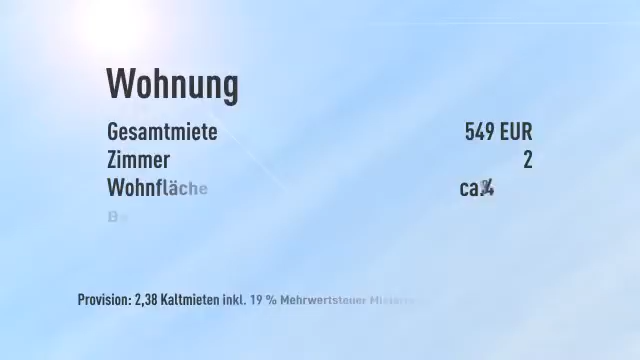 Wohnung
Gesamtmiete 549 EUR
Zimmer 2
Wohnfläche ca.
Provision: 2,38 Kaltmieten inkl. 19 % Mehrwertsteuer